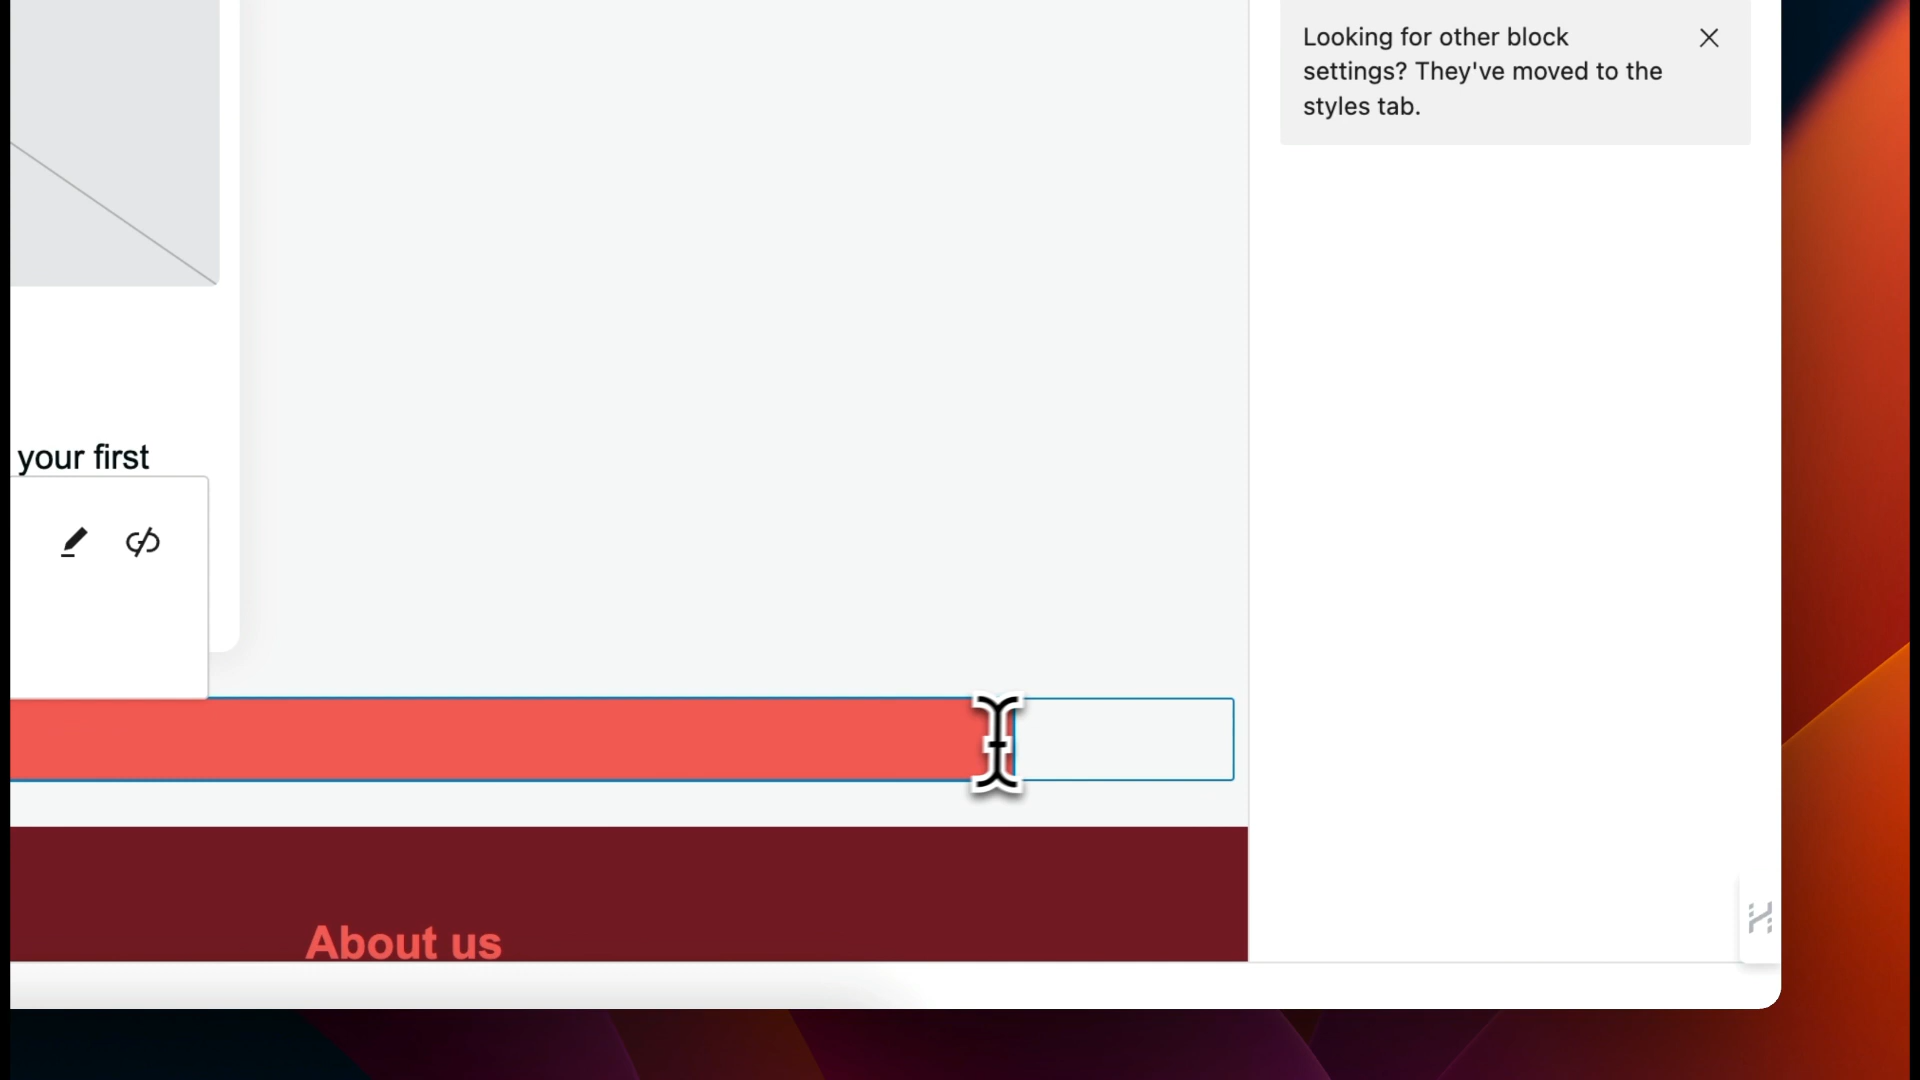 Looking for other block
settings? They've moved to the
styles tab.
your first
About us